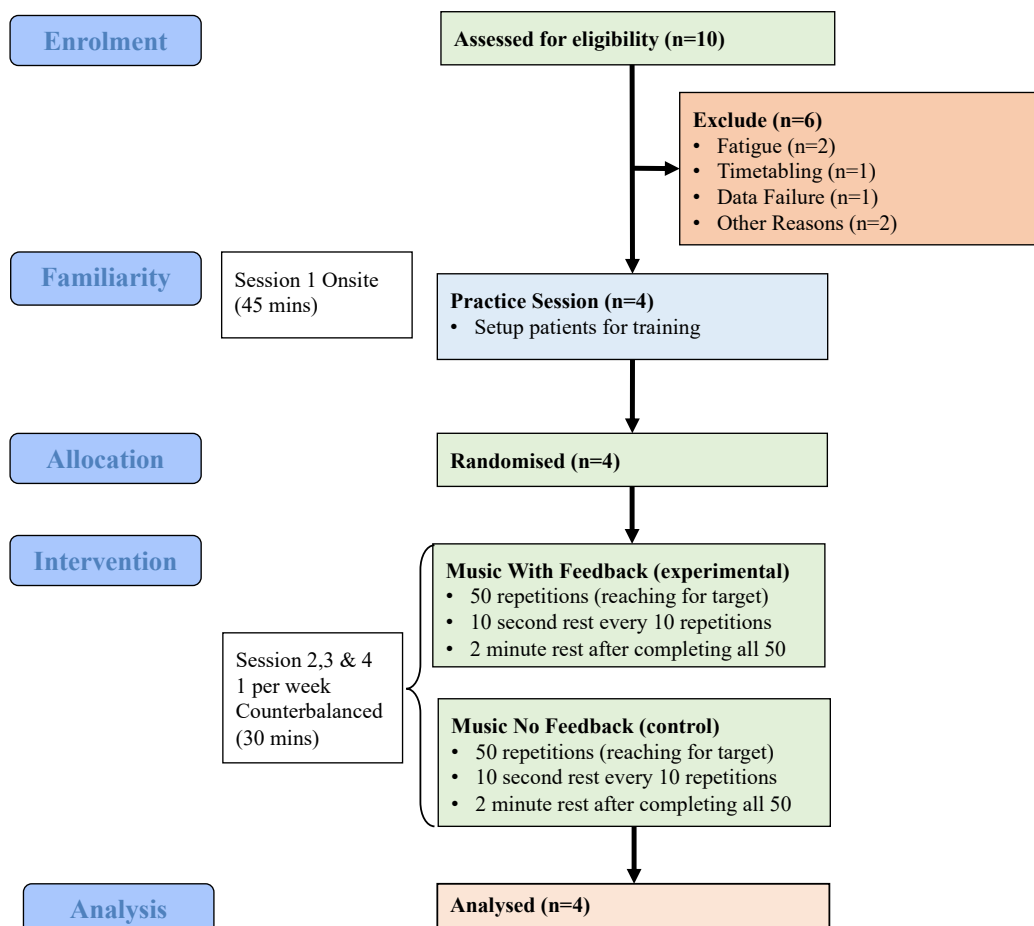 Enrolment
Assessed for eligibility (n=10)
Exclude (n=6)
• Fatigue (n=2)
• Timetabling (n=1)
• Data Failure (n=1)
• Other Reasons (n=2)
Familiarity
Session 1 Onsite
(45 mins)
Practice Session (n=4)
• Setup patients for training
Allocation
Randomised (n=4)
Intervention
Session 2,3 & 4
1 per week
Counterbalanced
(30 mins)
Music With Feedback (experimental)
• 50 repetitions (reaching for target)
• 10 second rest every 10 repetitions
• 2 minute rest after completing all 50
Music No Feedback (control)
• 50 repetitions (reaching for target)
• 10 second rest every 10 repetitions
• 2 minute rest after completing all 50
Analysis
Analysed (n=4)